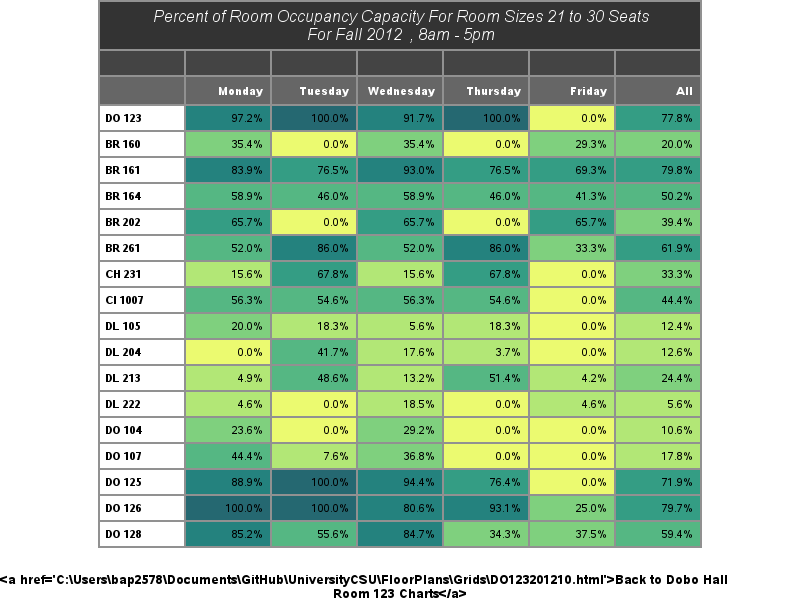 Percent of Room Occupancy Capacity For Room Sizes 21 to 30 Seats
For Fall 2012 , 8am - 5pm
Monday Tuesday Wednesday Thursday Friday All
DO 123 97.2% 100.0% 91.7% 100.0% 0.0% 77.8%
BR 160 35.4% 0.0% 35.4% 0.0% 29.3% 20.0%
BR 161 83.9% 76.5% 93.0% 76.5% 69.3% 79.8%
BR 164 58.9% 46.0% 58.9% 46.0% 41.3% 50.2%
BR 202 65.7% 0.0% 65.7% 0.0% 65.7% 39.4%
BR 261 52.0% 86.0% 52.0% 86.0% 33.3% 61.9%
CH 231 15.6% 67.8% 15.6% 67.8% 0.0% 33.3%
CI 1007 56.3% 54.6% 56.3% 54.6% 0.0% 44.4%
DL 105 20.0% 18.3% 5.6% 18.3% 0.0% 12.4%
DL 204 0.0% 41.7% 17.6% 3.7% 0.0% 12.6%
DL 213 4.9% 48.6% 13.2% 51.4% 4.2% 24.4%
DL 222 4.6% 0.0% 18.5% 0.0% 4.6% 5.6%
DO 104 23.6% 0.0% 29.2% 0.0% 0.0% 10.6%
DO 107 44.4% 7.6% 36.8% 0.0% 0.0% 17.8%
DO 125 88.9% 100.0% 94.4% 76.4% 0.0% 71.9%
DO 126 100.0% 100.0% 80.6% 93.1% 25.0% 79.7%
DO 128 85.2% 55.6% 84.7% 34.3% 37.5% 59.4%
<a href='C:\Users\bap2578\Documents\GitHub\UniversityCSU\FloorPlans\Grids\DO123201210.html'>Back to Dobo Hall
Room 123 Charts</a>